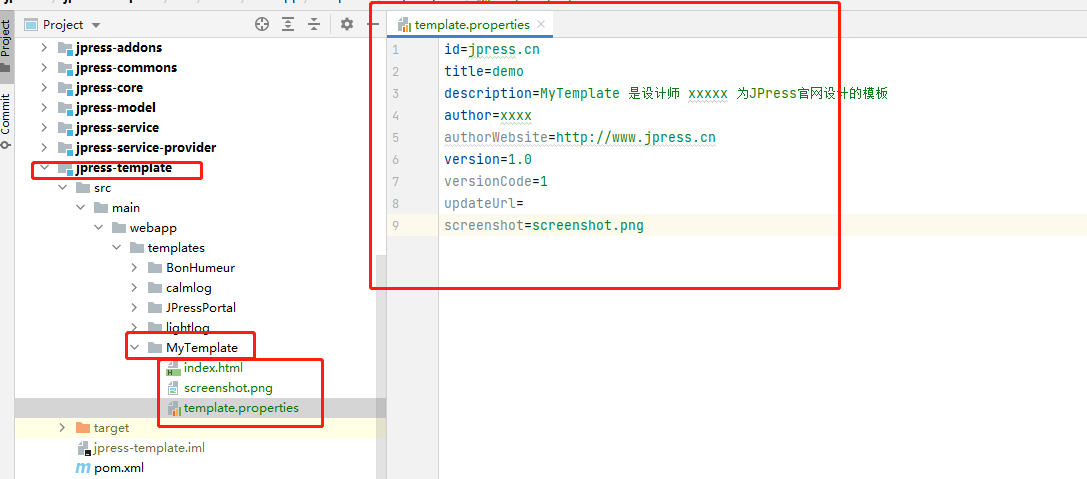 Project
Commit
Project
jpress-addons
jpress-commons
jpress-core
jpress-model
jpress-service
jpress-service-provider
jpress-template
src
main
webapp
templates
BonHumeur
calmlog
JPressPortal
lightlog
MyTemplate
index.html
screenshot.png
template.properties
target
jpress-template.iml
pom.xml
template.properties
1 id=jpress.cn
2 title=demo
3 description=MyTemplate 是设计师 xxxxx 为JPress官网设计的模板
4 author=xxxx
5 authorWebsite=http://www.jpress.cn
6 version=1.0
7 versionCode=1
8 updateUrl=
9 screenshot=screenshot.png